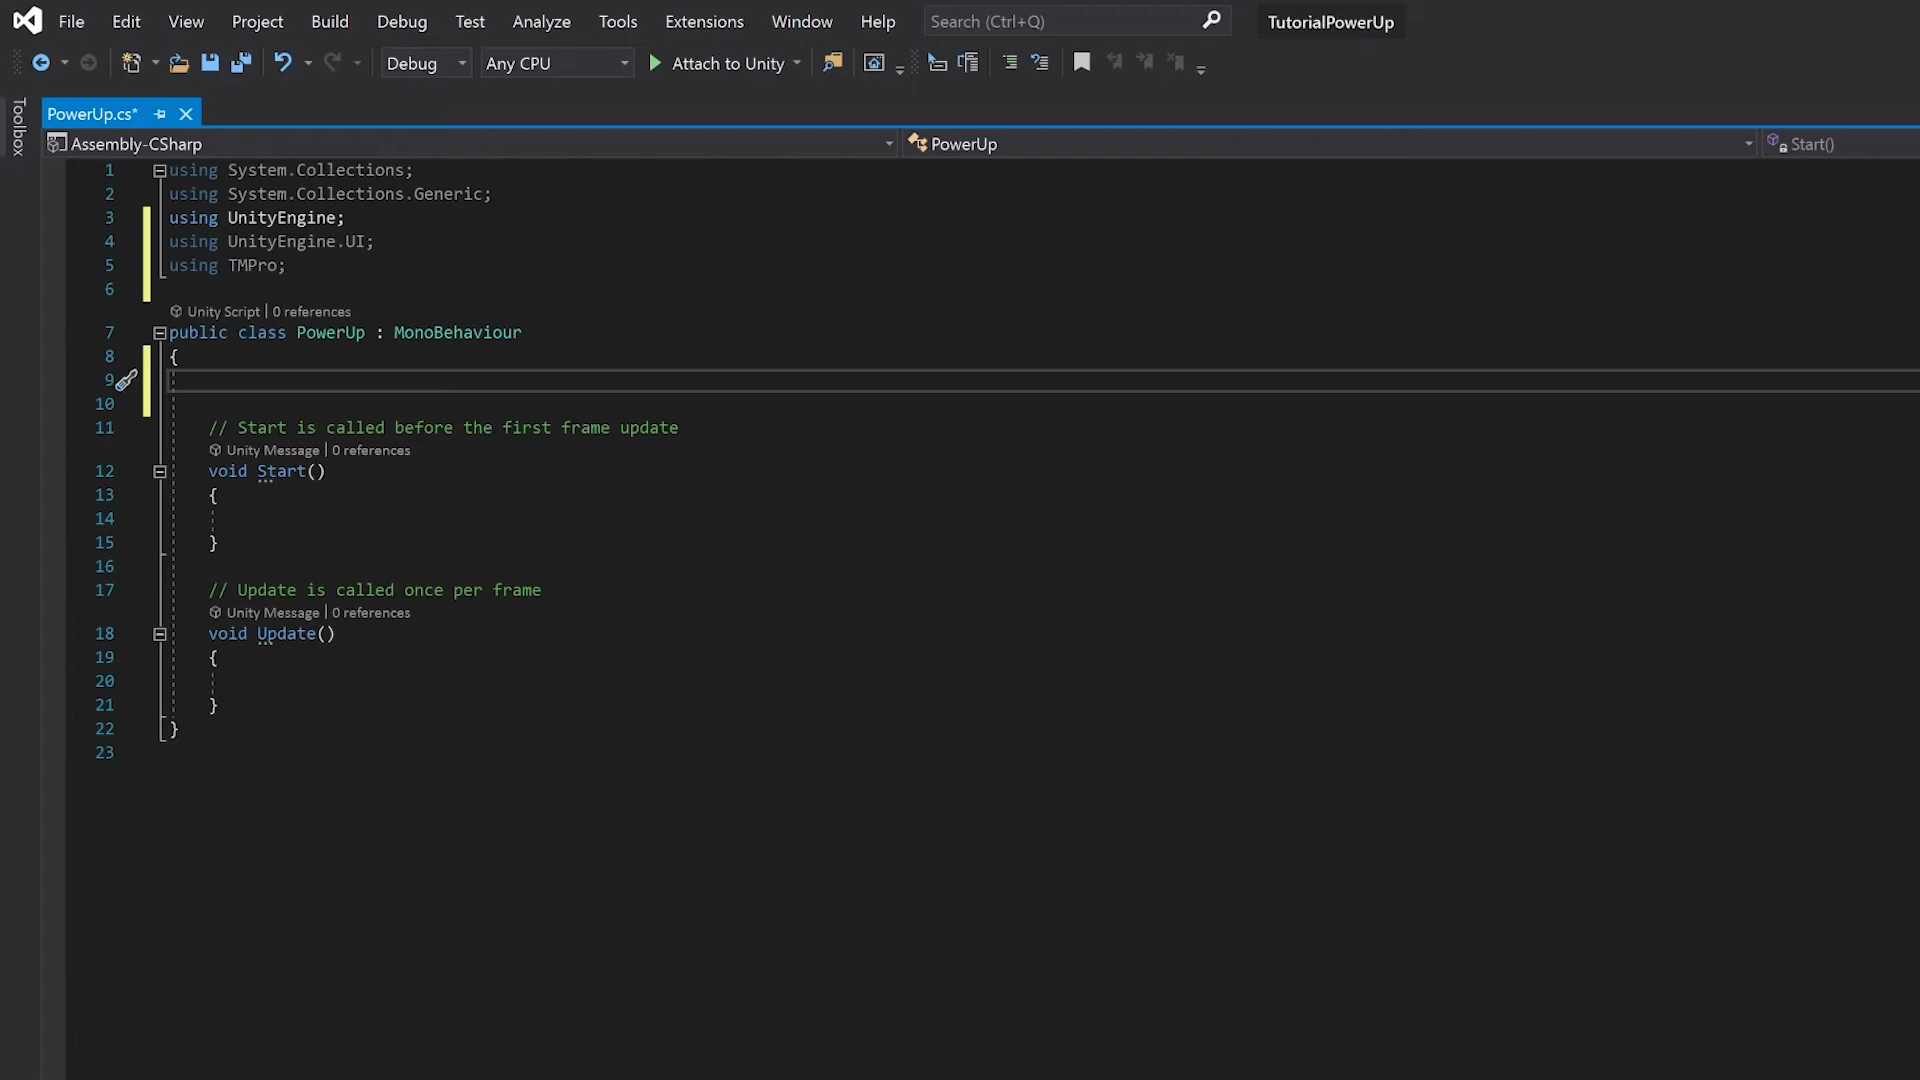 File Edit View Project Build Debug Test Analyze Tools Extensions Window Help Search (Ctrl+Q) TutorialPowerUp
Debug Any CPU Attach to Unity
Toolbox
PowerUp.cs*
Assembly-CSharp PowerUp Start()
1 using System.Collections;
2 using System.Collections.Generic;
3 using UnityEngine;
4 using UnityEngine.UI;
5 using TMPro;
6
Unity Script | 0 references
7 public class PowerUp : MonoBehaviour
8 {
9
10
11 // Start is called before the first frame update
Unity Message | 0 references
12 void Start()
13 {
14
15 }
16
17 // Update is called once per frame
Unity Message | 0 references
18 void Update()
19 {
20
21 }
22 }
23